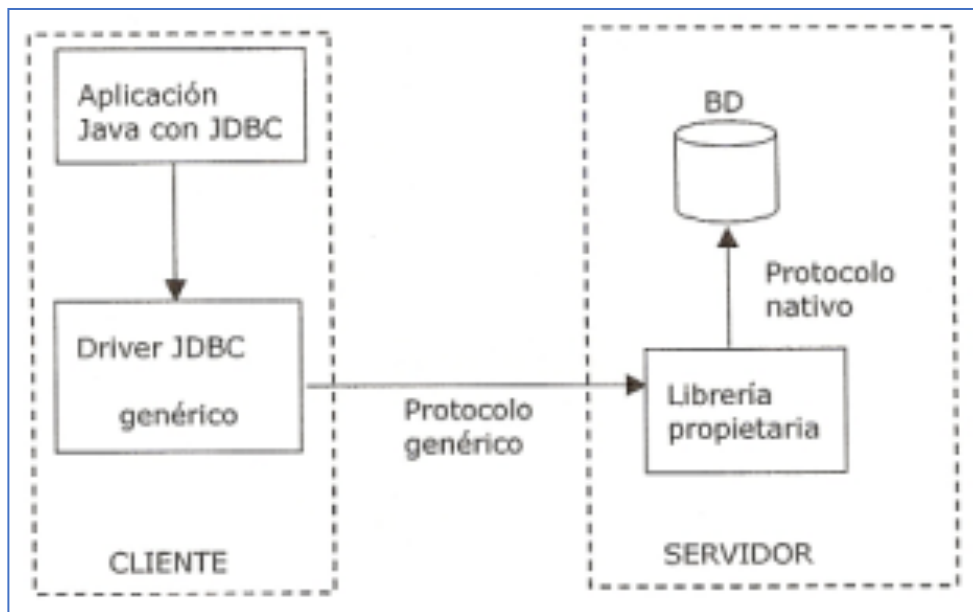 Aplicación
Java con JDBC
Driver JDBC
genérico
CLIENTE
Protocolo
genérico
BD
Protocolo
nativo
Librería
propietaria
SERVIDOR